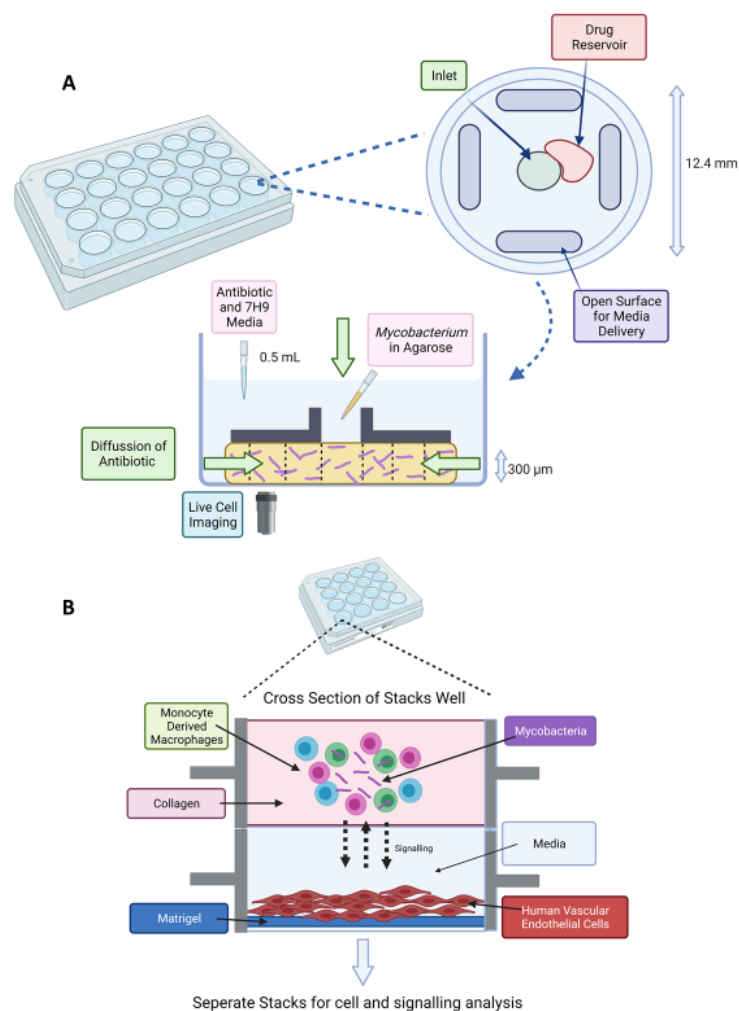 A
Drug
Reservoir
Inlet
12.4 mm
Open Surface
for Media
Delivery
Antibiotic
and 7H9
Media
0.5 mL
Mycobacterium
in Agarose
Diffussion of
Antibiotic
300 µm
Live Cell
Imaging
B
Cross Section of Stacks Well
Monocyte
Derived
Macrophages
Mycobacteria
Collagen
Signalling
Media
Matrigel
Human Vascular
Endothelial Cells
Seperate Stacks for cell and signalling analysis